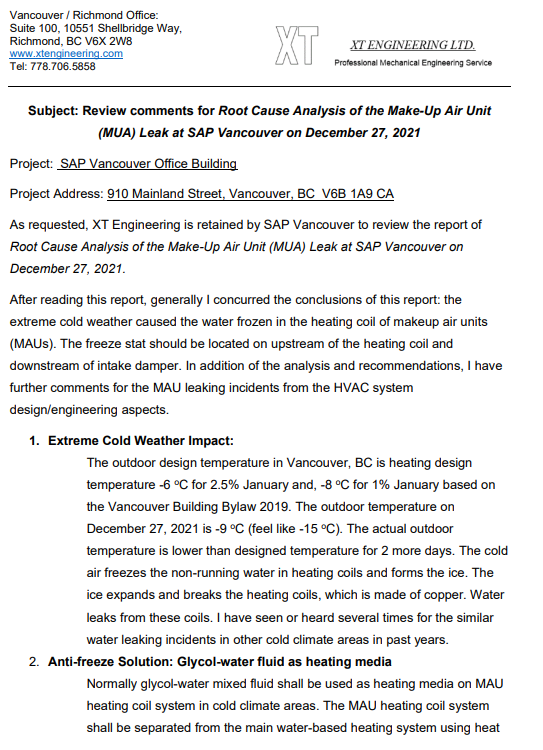 Vancouver / Richmond Office:
Suite 100, 10551 Shellbridge Way,
Richmond, BC V6X 2W8
www.xtengineering.com
Tel: 778.706.5858
XT
XT ENGINEERING LTD.
Professional Mechanical Engineering Service
Subject: Review comments for Root Cause Analysis of the Make-Up Air Unit
(MUA) Leak at SAP Vancouver on December 27, 2021
Project: SAP Vancouver Office Building
Project Address: 910 Mainland Street, Vancouver, BC V6B 1A9 CA
As requested, XT Engineering is retained by SAP Vancouver to review the report of
Root Cause Analysis of the Make-Up Air Unit (MUA) Leak at SAP Vancouver on
December 27, 2021.
After reading this report, generally I concurred the conclusions of this report: the
extreme cold weather caused the water frozen in the heating coil of makeup air units
(MAUs). The freeze stat should be located on upstream of the heating coil and
downstream of intake damper. In addition of the analysis and recommendations, I have
further comments for the MAU leaking incidents from the HVAC system
design/engineering aspects.
1. Extreme Cold Weather Impact:
The outdoor design temperature in Vancouver, BC is heating design
temperature -6 ºC for 2.5% January and, -8 ºC for 1% January based on
the Vancouver Building Bylaw 2019. The outdoor temperature on
December 27, 2021 is -9 ºC (feel like -15 ºC). The actual outdoor
temperature is lower than designed temperature for 2 more days. The cold
air freezes the non-running water in heating coils and forms the ice. The
ice expands and breaks the heating coils, which is made of copper. Water
leaks from these coils. I have seen or heard several times for the similar
water leaking incidents in other cold climate areas in past years.
2. Anti-freeze Solution: Glycol-water fluid as heating media
Normally glycol-water mixed fluid shall be used as heating media on MAU
heating coil system in cold climate areas. The MAU heating coil system
shall be separated from the main water-based heating system using heat